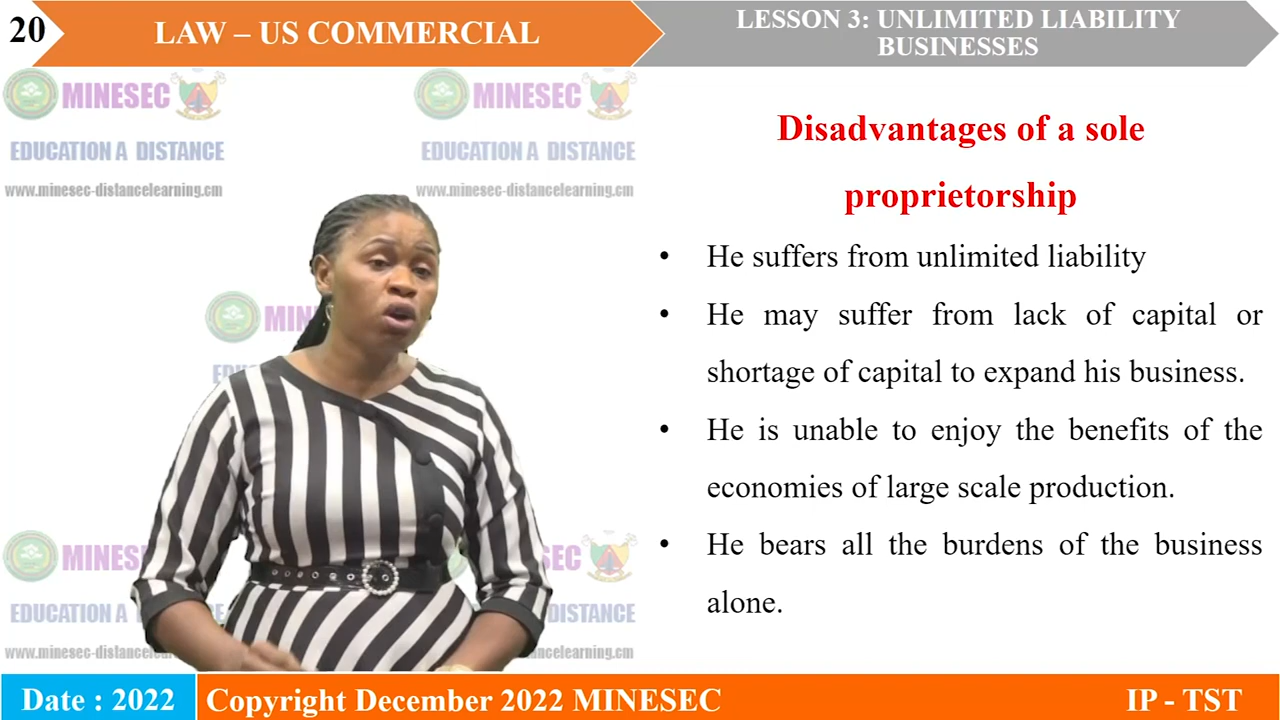 20
LAW – US COMMERCIAL
LESSON 3: UNLIMITED LIABILITY
BUSINESSES
MINESEC
MINESEC
EDUCATION A DISTANCE
EDUCATION A DISTANCE
www.minesec-distancelearning.cm
www.minesec-distancelearning.cm
Disadvantages of a sole
proprietorship
• He suffers from unlimited liability
• He may suffer from lack of capital or
shortage of capital to expand his business.
• He is unable to enjoy the benefits of the
economies of large scale production.
• He bears all the burdens of the business
alone.
MINESEC
MINESEC
EDUCATION A
DISTANCE
Date : 2022
Copyright December 2022 MINESEC
IP - TST